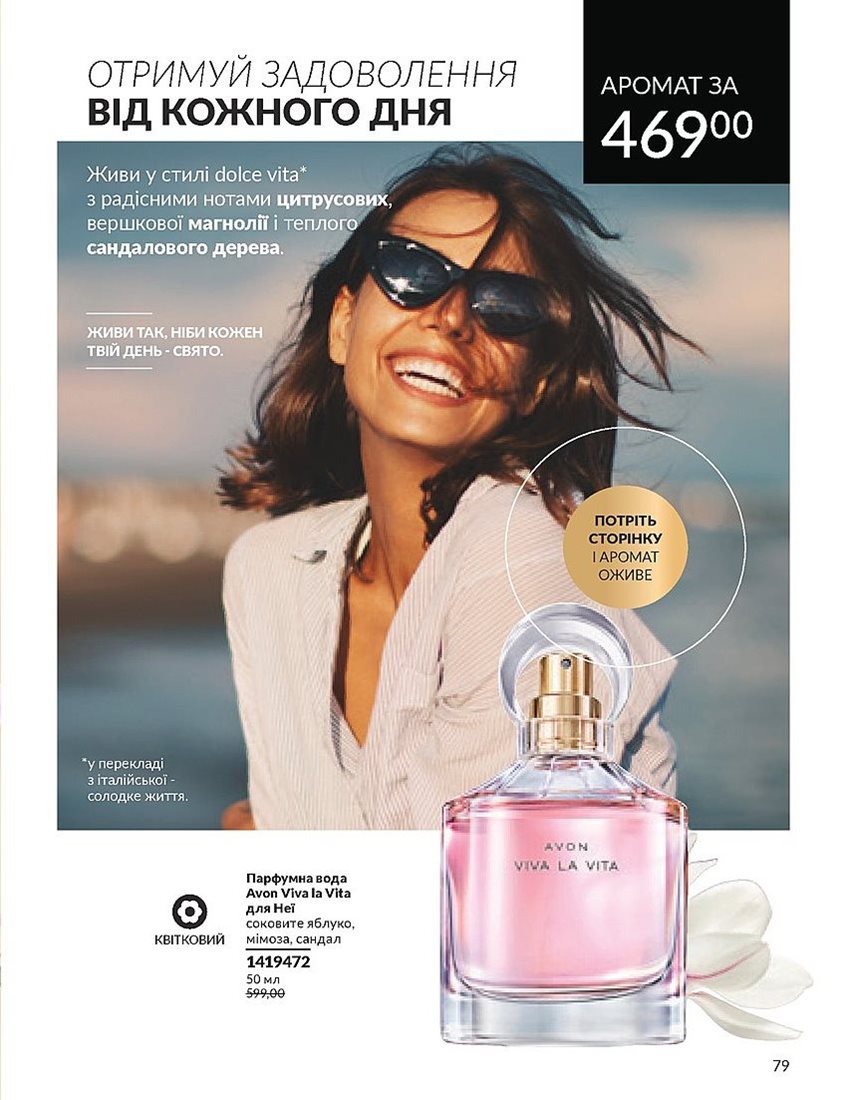 ОТРИМУЙ ЗАДОВОЛЕННЯ
ВІД КОЖНОГО ДНЯ
АРОМАТ ЗА
469⁰⁰
Живи у стилі dolce vita*
з радісними нотами цитрусових,
вершкової магнолії і теплого
сандалового дерева.
ЖИВИ ТАК, НІБИ КОЖЕН
ТВІЙ ДЕНЬ - СВЯТО.
ПОТРІТЬ
СТОРІНКУ
І АРОМАТ
ОЖИВЕ
*у перекладі
з італійської -
солодке життя.
AVON
VIVA LA VITA
КВІТКОВИЙ
Парфумна вода
Avon Viva la Vita
для Неї
соковите яблуко,
мімоза, сандал
1419472
50 мл
599,00
79